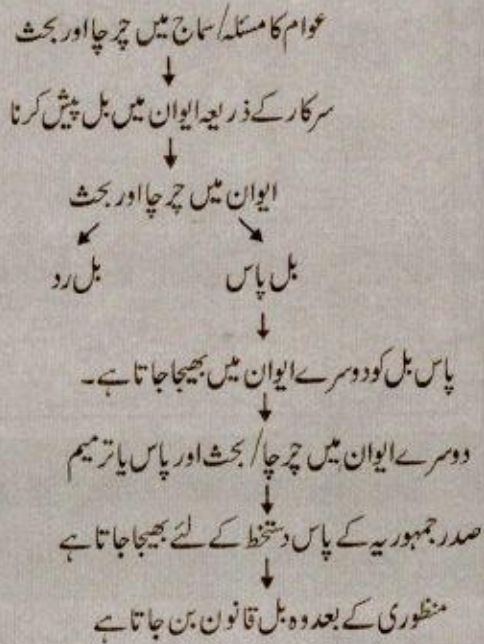 عوام کا مسئلہ/سماج میں چرچا اور بحث
سرکار کے ذریعہ ایوان میں بل پیش کرنا
ایوان میں چرچا اور بحث
بل پاس بل رد
پاس بل کو دوسرے ایوان میں بھیجا جاتا ہے۔
دوسرے ایوان میں چرچا/بحث اور پاس یا ترمیم
صدر جمہوریہ کے پاس دستخط کے لئے بھیجا جاتا ہے
منظوری کے بعد وہ بل قانون بن جاتا ہے